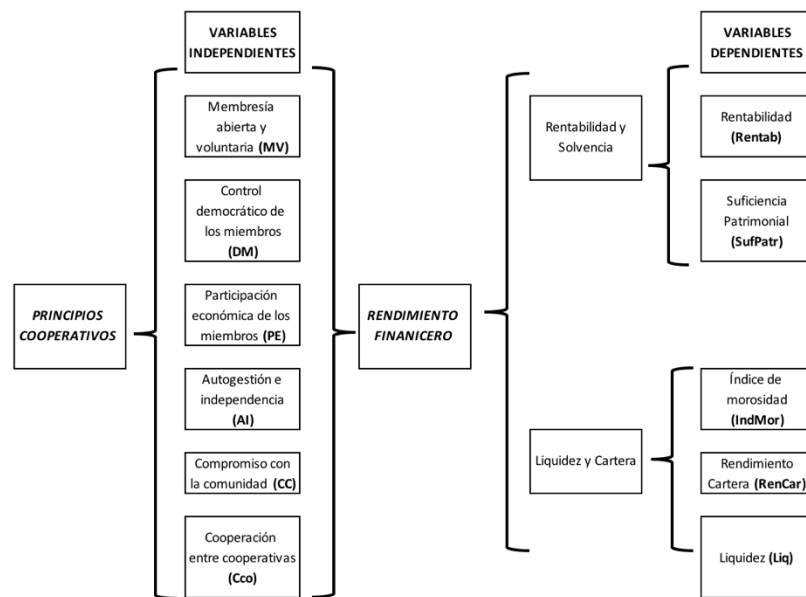 VARIABLES
INDEPENDIENTES
Membresía
abierta y
voluntaria (MV)
Control
democrático de
los miembros
(DM)
Participación
económica de los
miembros (PE)
Autogestión e
independencia
(AI)
Compromiso con
la comunidad (CC)
Cooperación
entre cooperativas
(Cco)
PRINCIPIOS
COOPERATIVOS
RENDIMIENTO
FINANICERO
Rentabilidad y
Solvencia
Liquidez y Cartera
VARIABLES
DEPENDIENTES
Rentabilidad
(Rentab)
Suficiencia
Patrimonial
(SufPatr)
Índice de
morosidad
(IndMor)
Rendimiento
Cartera (RenCar)
Liquidez (Liq)